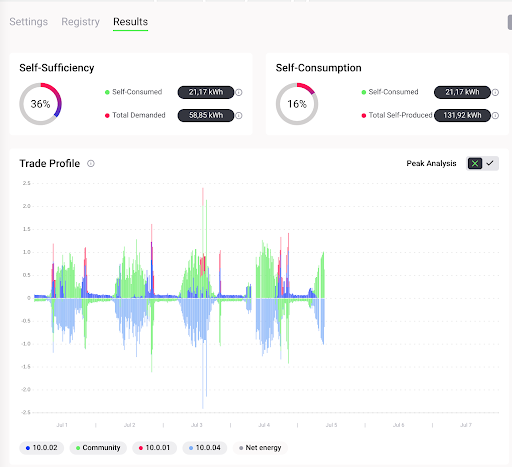 Settings Registry Results
Self-Sufficiency
36%
Self-Consumed 21,17 kWh
Total Demanded 58,85 kWh
Self-Consumption
16%
Self-Consumed 21,17 kWh
Total Self-Produced 131,92 kWh
Trade Profile Peak Analysis
2.5
2.0
1.5
1.0
0.5
0
-0.5
-1.0
-1.5
-2.0
-2.5
Jul 1 Jul 2 Jul 3 Jul 4 Jul 5 Jul 6 Jul 7
10.0.02 Community 10.0.01 10.0.04 Net energy